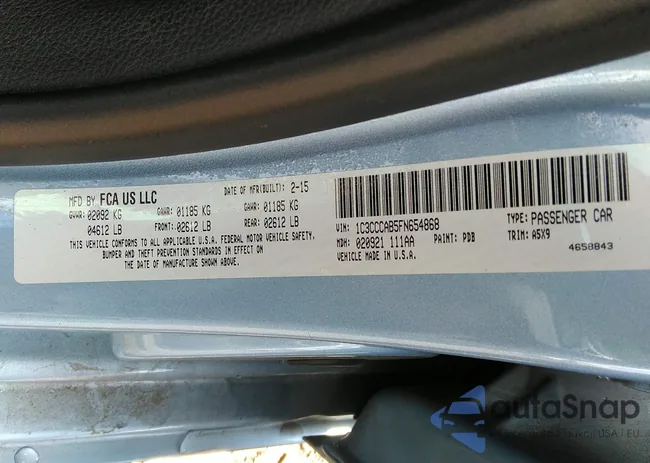 MFD BY FCA US LLC DATE OF MFR(BUILT): 2-15
GVWR: 02092 KG GAWR: 01185 KG 01185 KG
04612 LB FRONT: 02612 LB REAR: 02612 LB
THIS VEHICLE CONFORMS TO ALL APPLICABLE U.S.A. FEDERAL MOTOR VEHICLE SAFETY,
BUMPER AND THEFT PREVENTION STANDARDS IN EFFECT ON
THE DATE OF MANUFACTURE SHOWN ABOVE.
VIN: 1C3CCCAB5FN654868 TYPE: PASSENGER CAR
MDH: 020921 111AA PAINT: PDB TRIM: A5X9
VEHICLE MADE IN U.S.A. 4658843
autoSnap
USA | EU